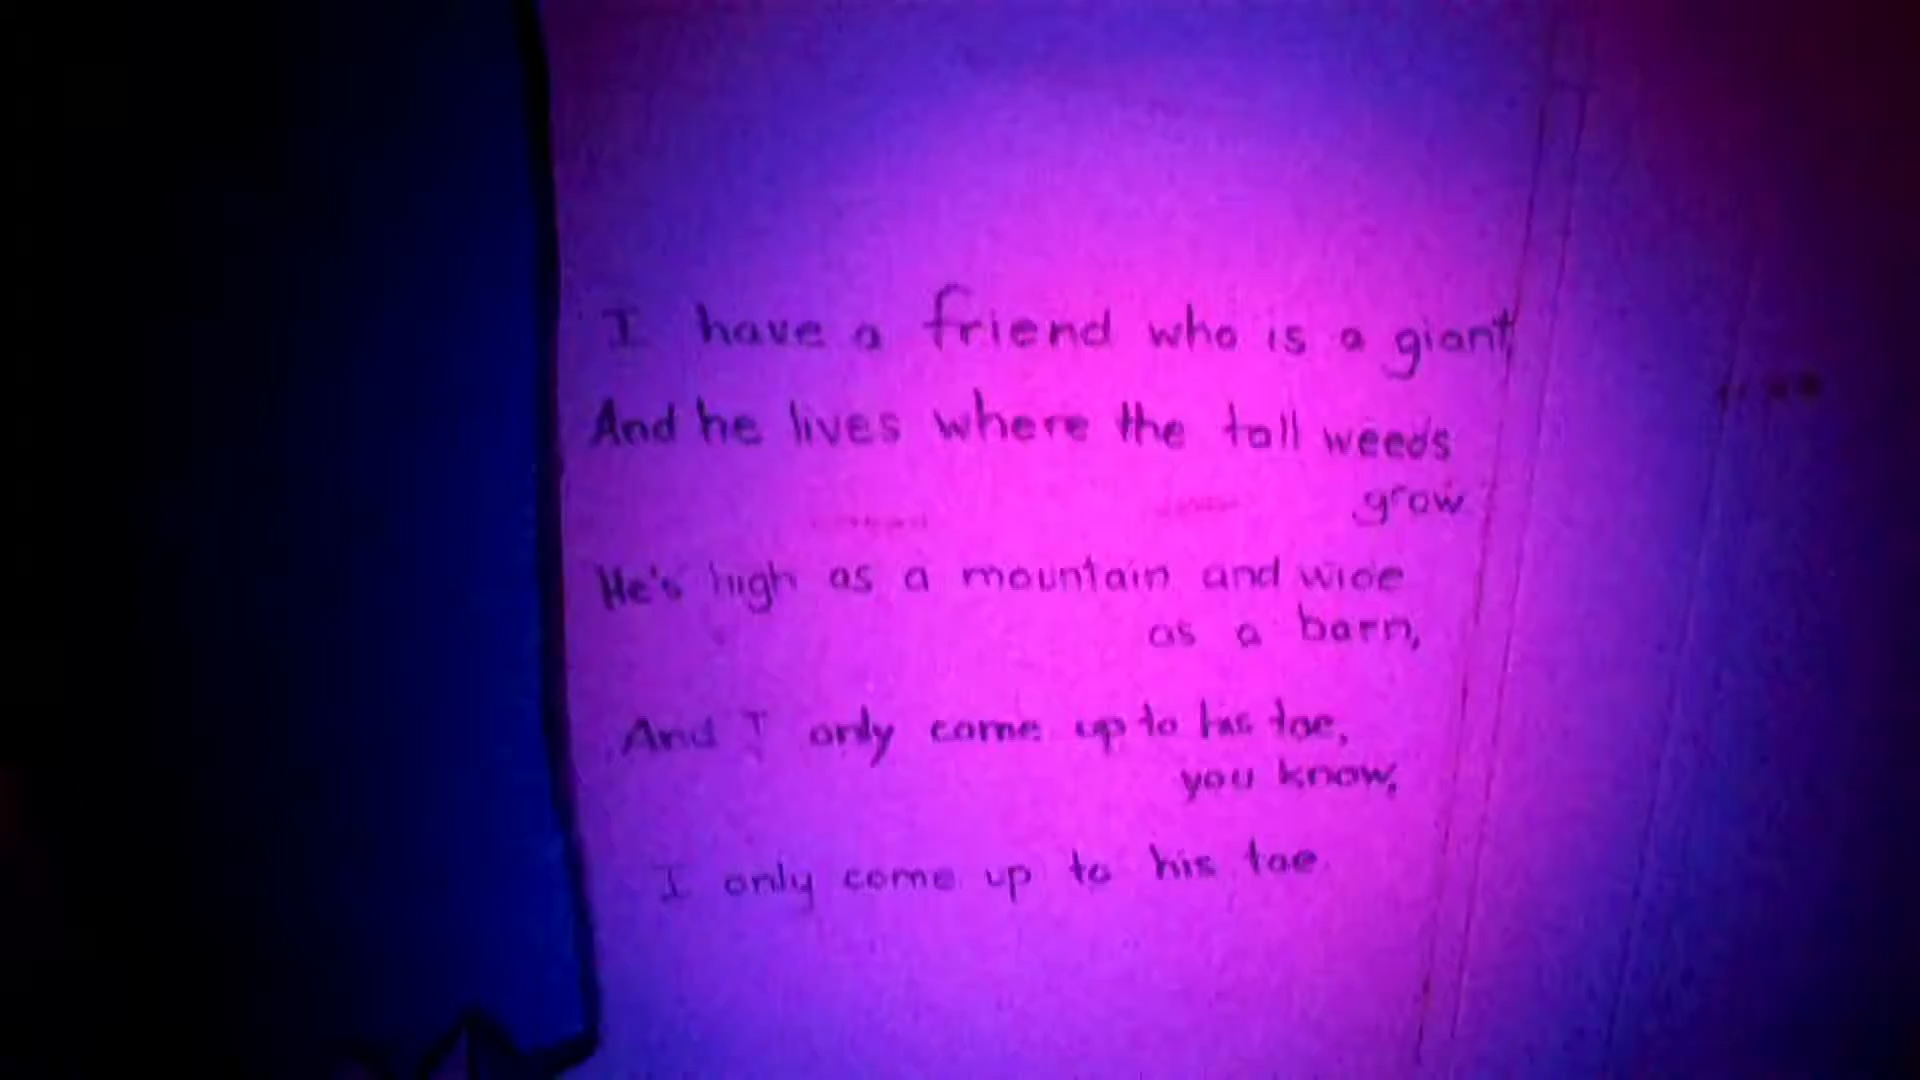 I have a friend who is a giant,
And he lives where the tall weeds
grow.
He's high as a mountain and wide
as a barn,
And I only come up to his toe,
you know,
I only come up to his toe.